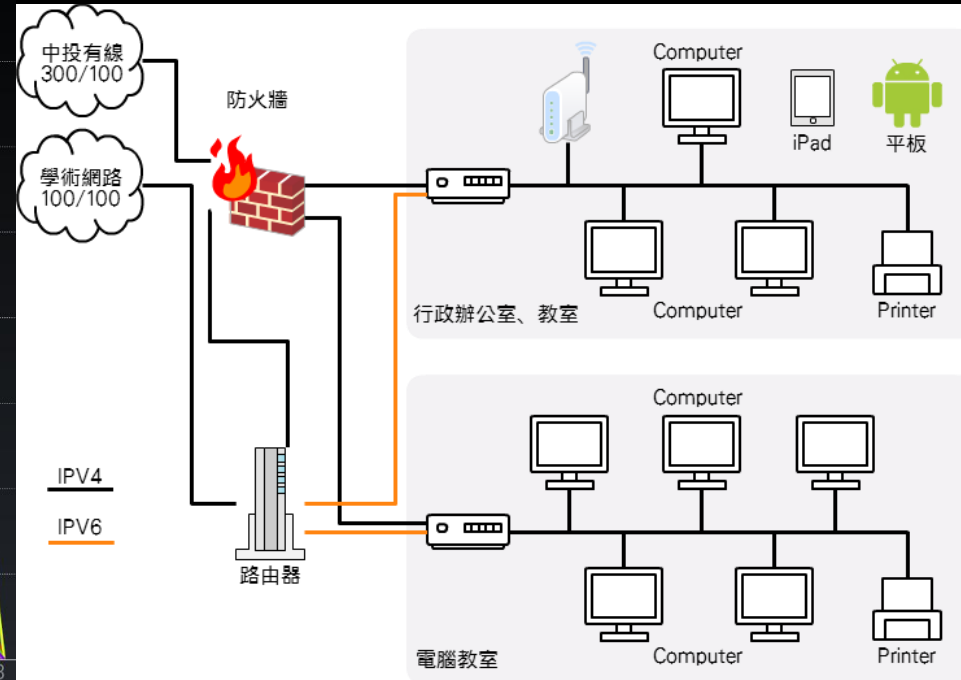 中投有線
300/100
學術網路
100/100
防火牆
Computer
iPad
平板
Computer
Printer
行政辦公室、教室
Computer
IPV4
IPV6
路由器
Computer
Printer
電腦教室
3